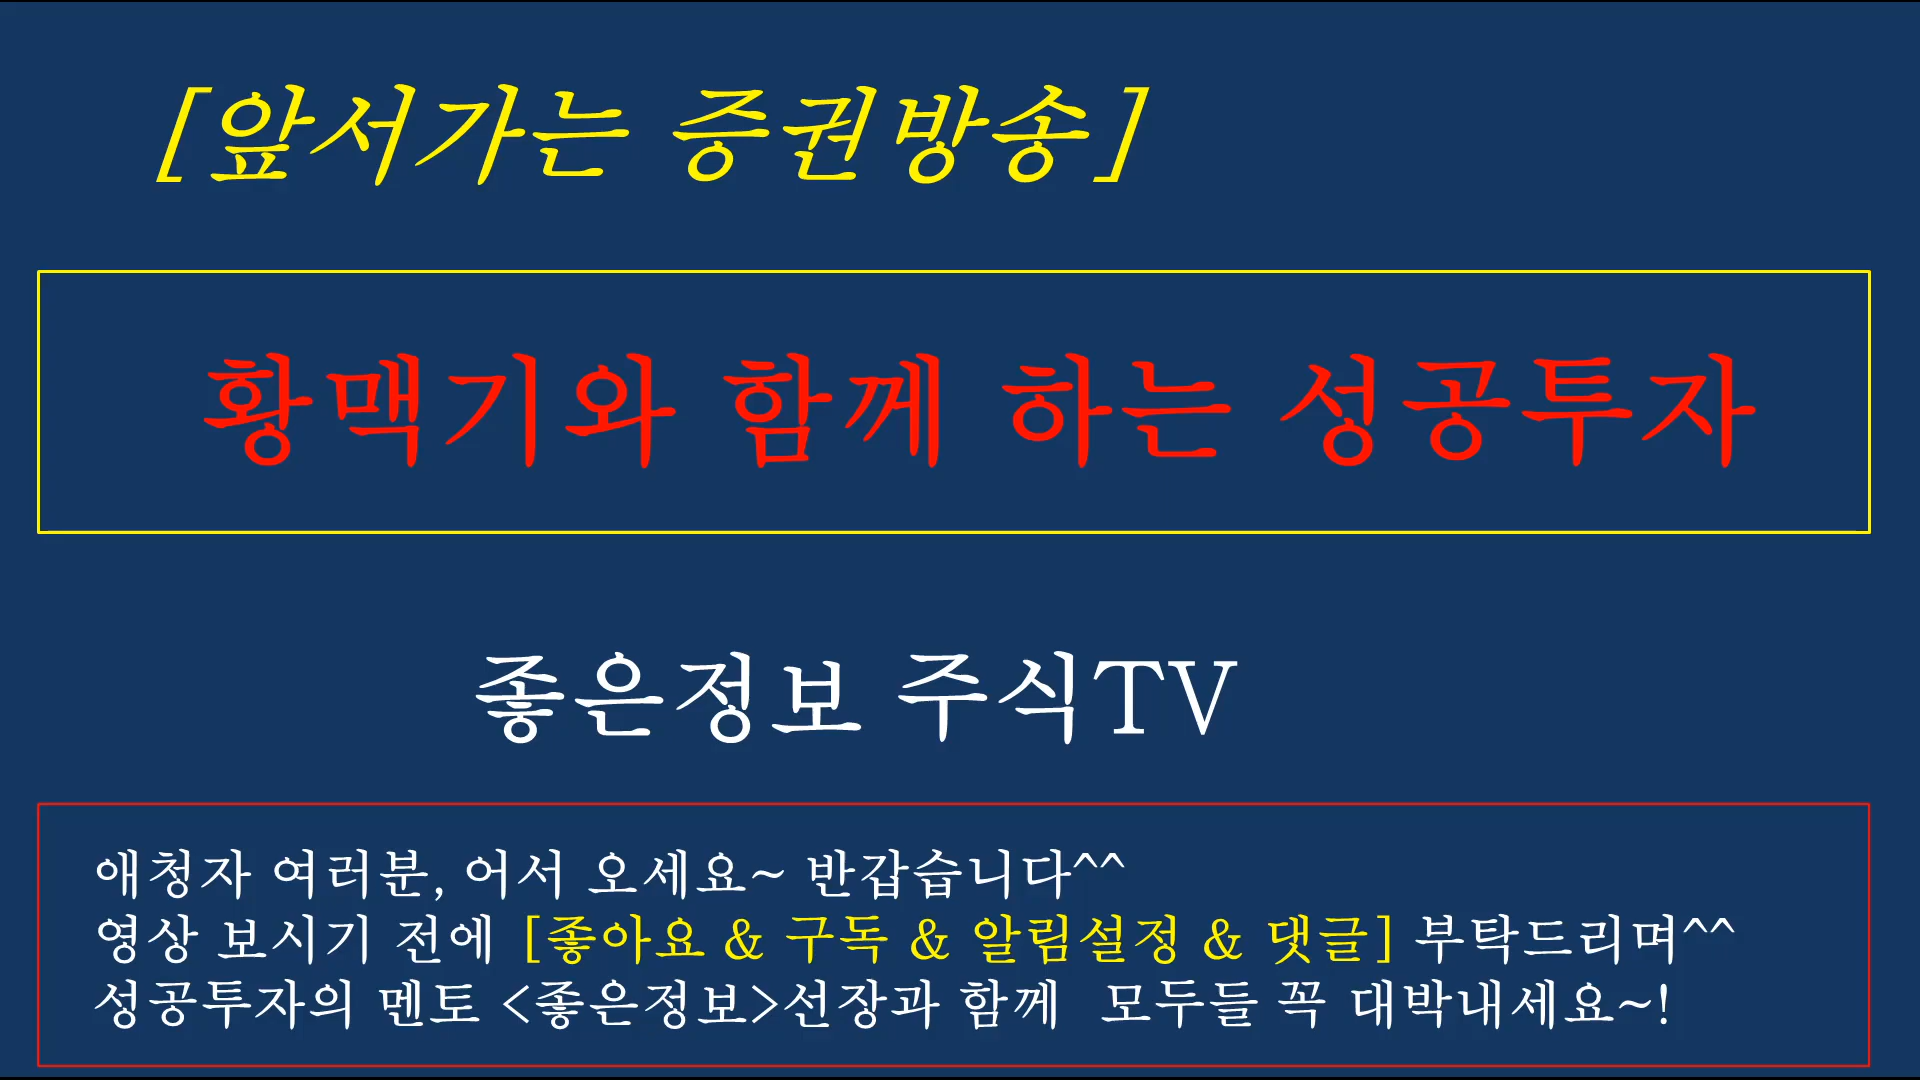 [앞서가는 증권방송]
황맥기와 함께 하는 성공투자
좋은정보 주식TV
애청자 여러분, 어서 오세요~ 반갑습니다^^
영상 보시기 전에 [좋아요 & 구독 & 알림설정 & 댓글] 부탁드리며^^
성공투자의 멘토 <좋은정보>선장과 함께 모두들 꼭 대박내세요~!